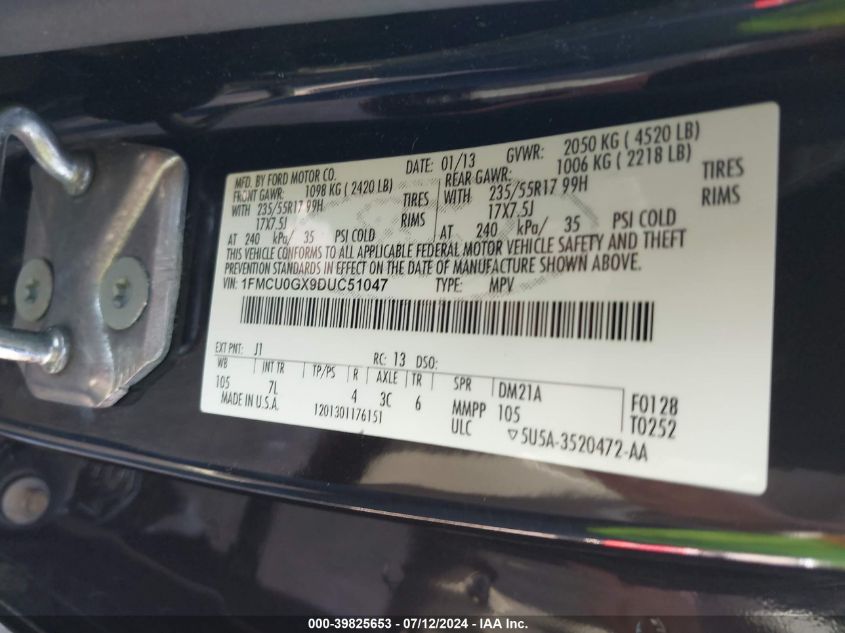 MFD. BY FORD MOTOR CO. DATE: 01/13 GVWR: 2050 KG ( 4520 LB)
FRONT GAWR: 1098 KG ( 2420 LB) REAR GAWR: 1006 KG ( 2218 LB)
WITH 235/55R17 99H TIRES WITH 235/55R17 99H TIRES
17X7.5J RIMS 17X7.5J RIMS
AT 240 kPa/ 35 PSI COLD AT 240 kPa/ 35 PSI COLD
THIS VEHICLE CONFORMS TO ALL APPLICABLE FEDERAL MOTOR VEHICLE SAFETY AND THEFT
PREVENTION STANDARDS IN EFFECT ON THE DATE OF MANUFACTURE SHOWN ABOVE.
VIN: 1FMCU0GX9DUC51047 TYPE: MPV
EXT PNT: J1 RC: 13 DSO:
WB INT TR TP/PS R AXLE TR SPR DM21A F0128
105 7L 4 3C 6 MMPP 105 T0252
MADE IN U.S.A. 1201301176151 ULC ▽5U5A-3520472-AA
000-39825653 - 07/12/2024 - IAA Inc.